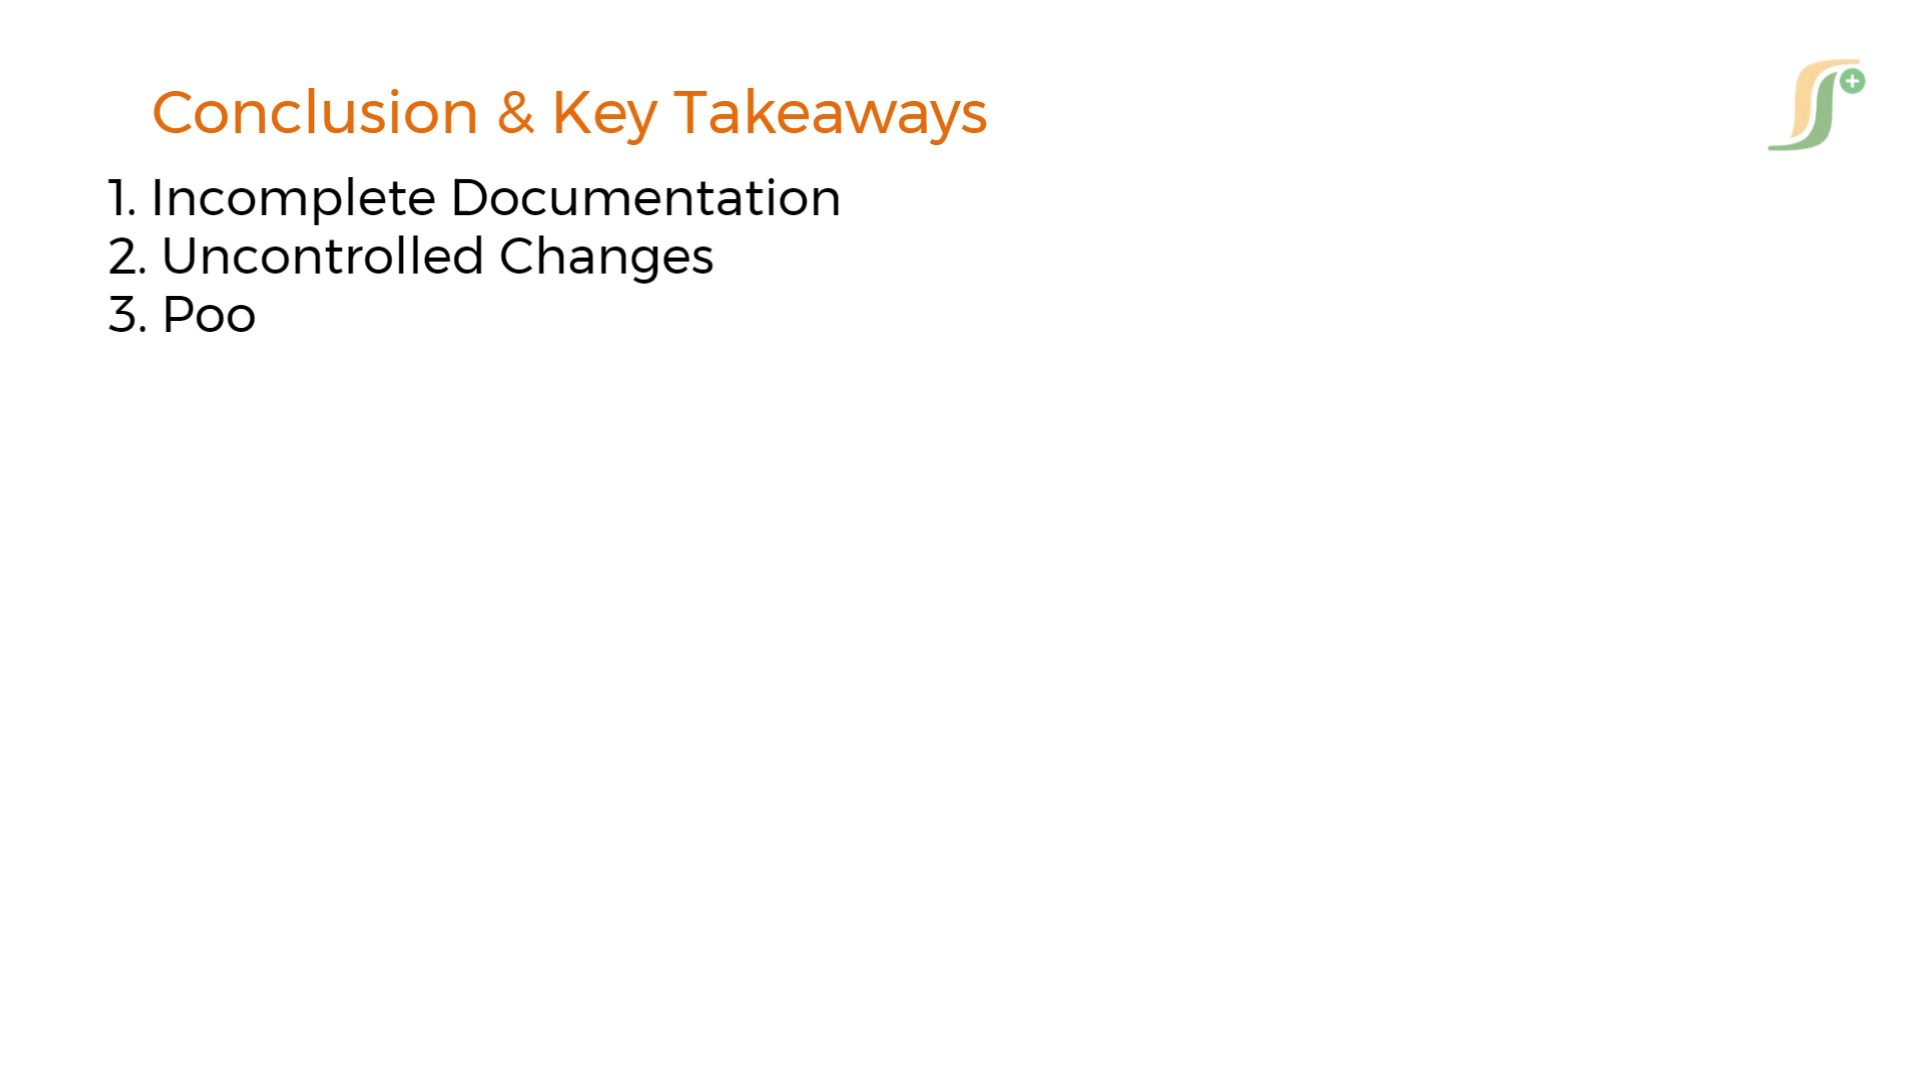 Conclusion & Key Takeaways
1. Incomplete Documentation
2. Uncontrolled Changes
3. Poo